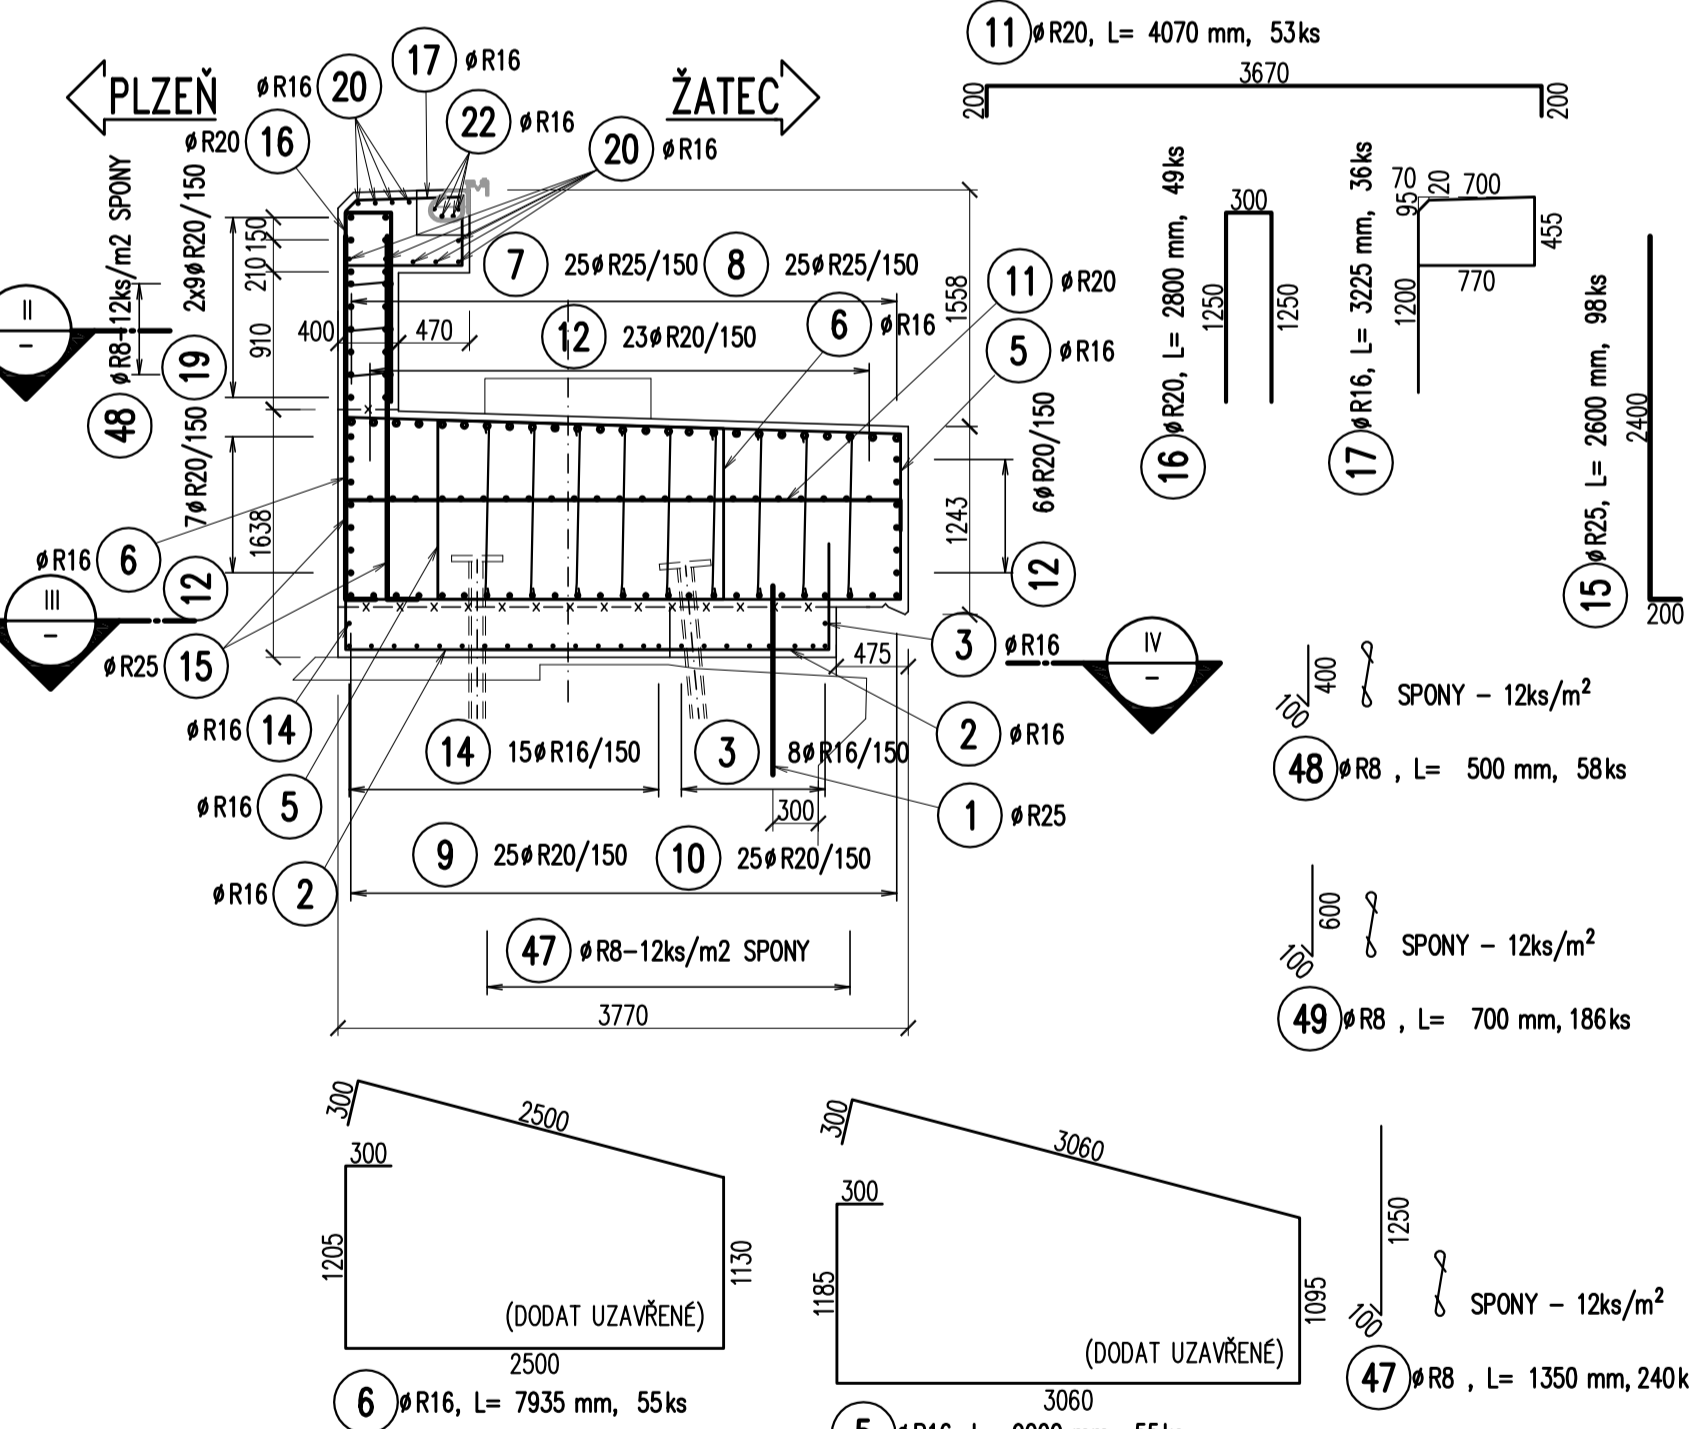 11 øR20, L= 4070 mm, 53ks
3670
200
200
PLZEŇ
ŽATEC
øR16 20
17 øR16
22 øR16
20 øR16
øR20 16
48 øR8-12ks/m2 SPONY
19 2x9øR20/150
150
210
910
400
470
7 25øR25/150
8 25øR25/150
12 23øR20/150
6 øR16
11 øR20
5 øR16
1558
1243
12 6øR20/150
II
–
12 7øR20/150
1638
øR16 6
III
–
øR25 15
øR16 14
øR16 5
øR16 2
14 15øR16/150
3 8øR16/150
3 øR16
475
2 øR16
1 øR25
300
9 25øR20/150
10 25øR20/150
47 øR8-12ks/m2 SPONY
3770
IV
–
16 øR20, L= 2800 mm, 49ks
300
1250
1250
17 øR16, L= 3225 mm, 36ks
70
20
700
95
455
770
1200
15 øR25, L= 2600 mm, 98ks
2400
200
400
100
SPONY – 12ks/m²
48 øR8 , L= 500 mm, 58ks
600
100
SPONY – 12ks/m²
49 øR8 , L= 700 mm, 186ks
300
2500
300
1205
1130
(DODAT UZAVŘENÉ)
2500
6 øR16, L= 7935 mm, 55ks
300
3060
300
1185
1095
(DODAT UZAVŘENÉ)
3060
1250
100
SPONY – 12ks/m²
47 øR8 , L= 1350 mm, 240k